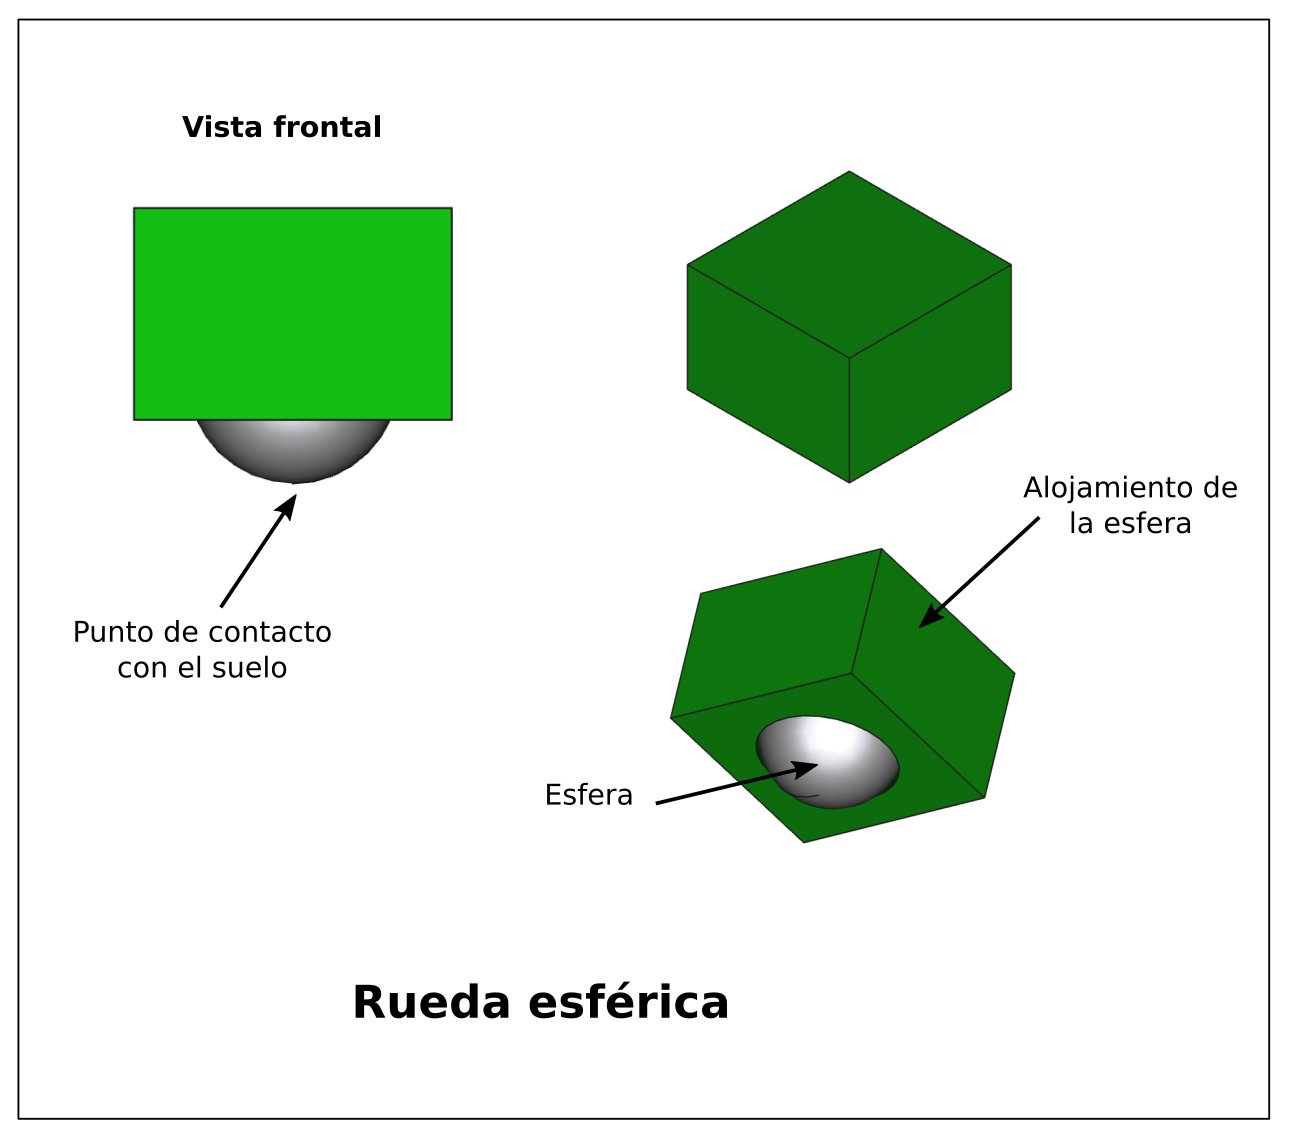 Vista frontal
Alojamiento de
la esfera
Punto de contacto
con el suelo
Esfera
Rueda esférica